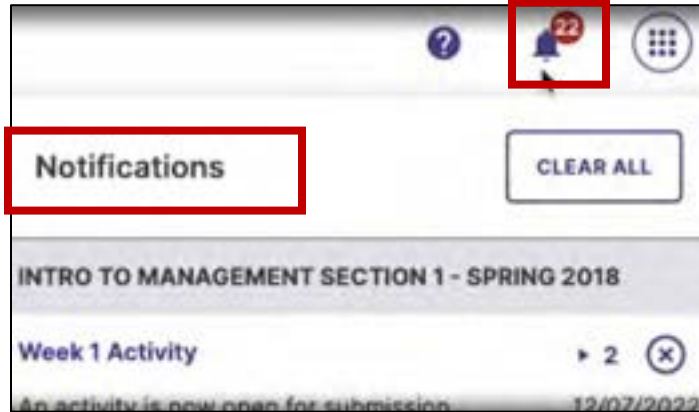 ? 22
Notifications CLEAR ALL
INTRO TO MANAGEMENT SECTION 1 - SPRING 2018
Week 1 Activity ▸ 2
An activity is now open for submission 12/07/2022